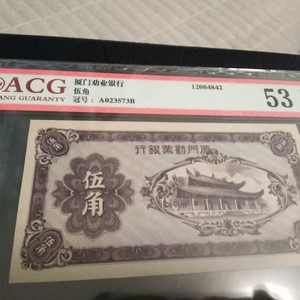 ACG
ANG GUARANTY
厦门劝业银行
伍角
冠号： A023573B
12004842
53
行銀業勸門厦
伍角